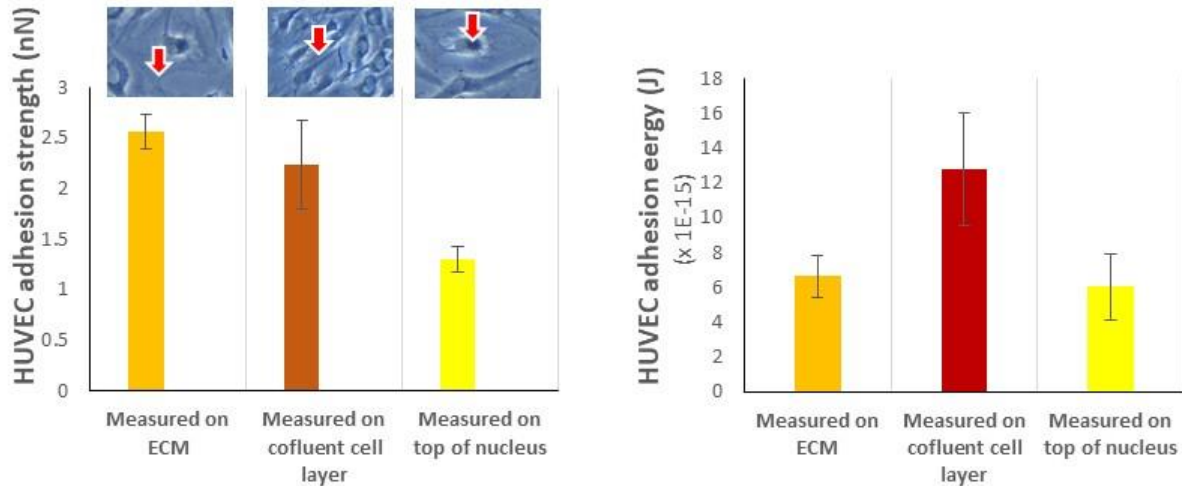 HUVEC adhesion strength (nN)
3
2.5
2
1.5
1
0.5
0
Measured on
ECM
Measured on
cofluent cell
layer
Measured on
top of nucleus
HUVEC adhesion eergy (J)
(x 1E-15)
18
16
14
12
10
8
6
4
2
0
Measured on
ECM
Measured on
cofluent cell
layer
Measured on
top of nucleus